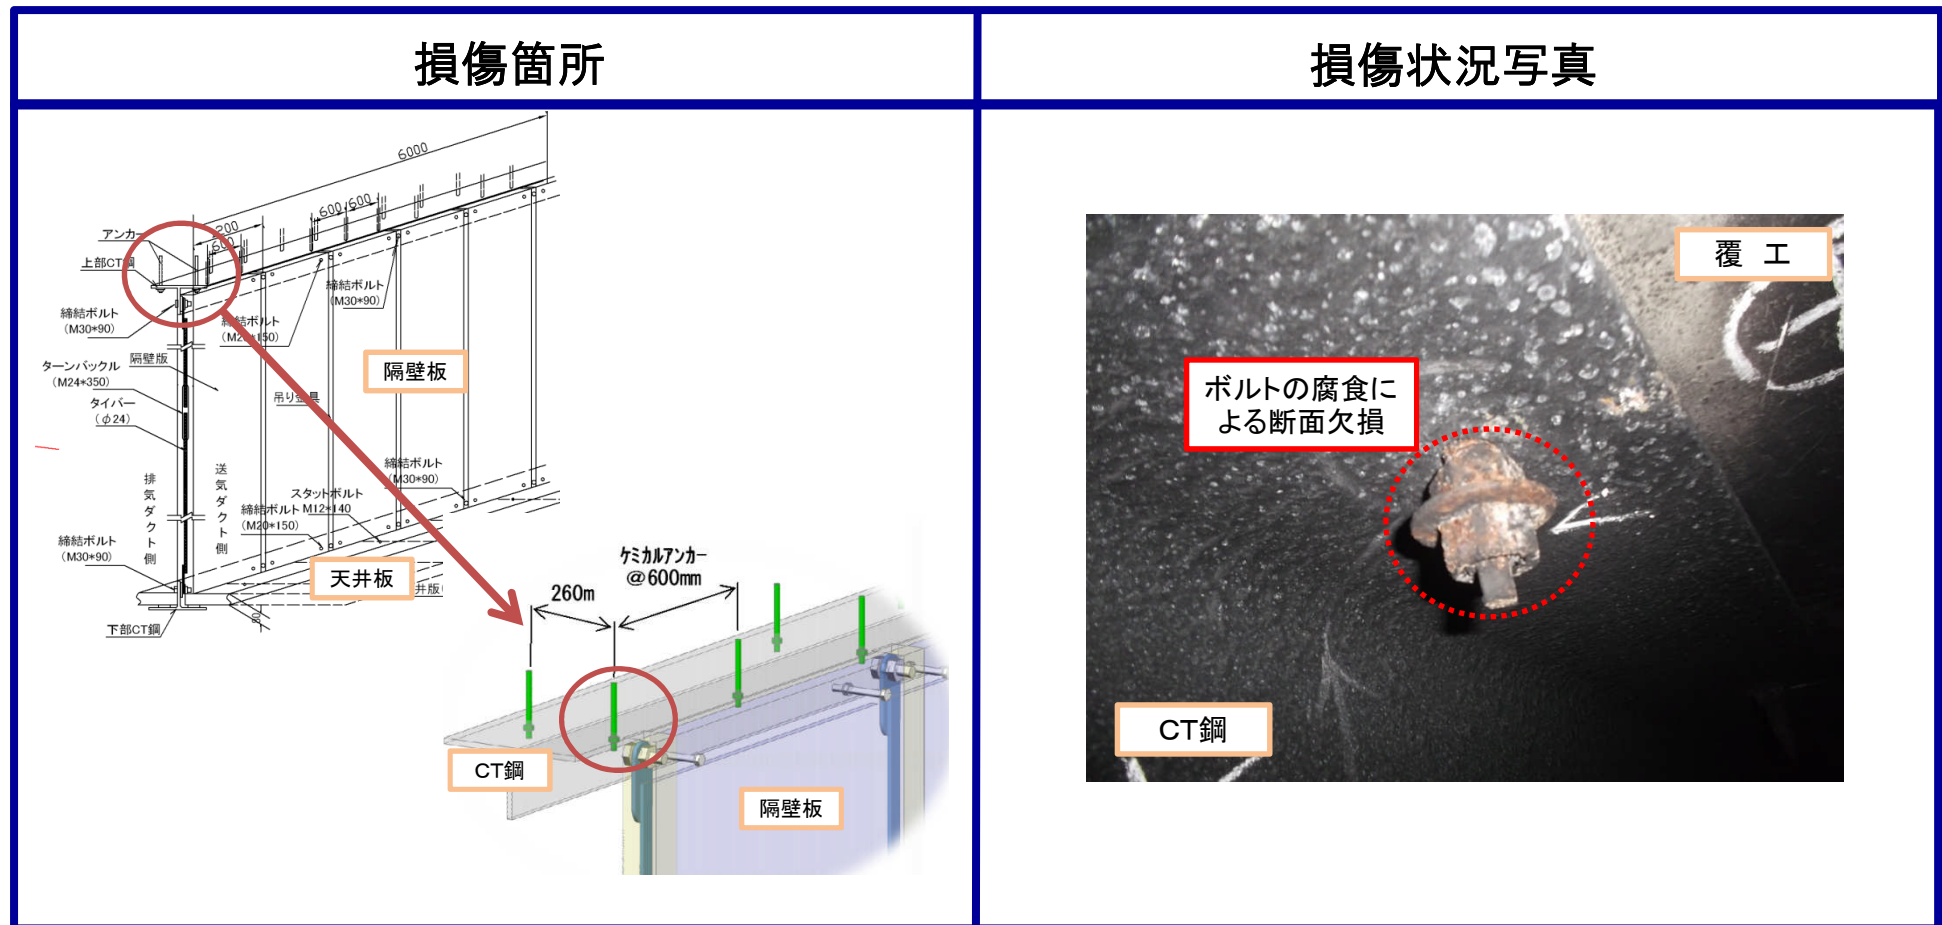 損傷箇所
損傷状況写真
6000
600 600
1200
600
アンカー
上部CT鋼
締結ボルト
(M30*90)
締結ボルト
(M30*90)
締結ボルト
(M20*150)
隔壁板
ターンバックル
(M24*350)
隔壁版
タイバー
(φ24)
吊り金具
排気ダクト側
送気ダクト側
締結ボルト
(M30*90)
スタットボルト
M12*140
締結ボルト
(M20*150)
締結ボルト
(M30*90)
天井板
井版
80
下部CT鋼
ケミカルアンカー
@600mm
260m
CT鋼
隔壁板
覆 工
ボルトの腐食に
よる断面欠損
CT鋼